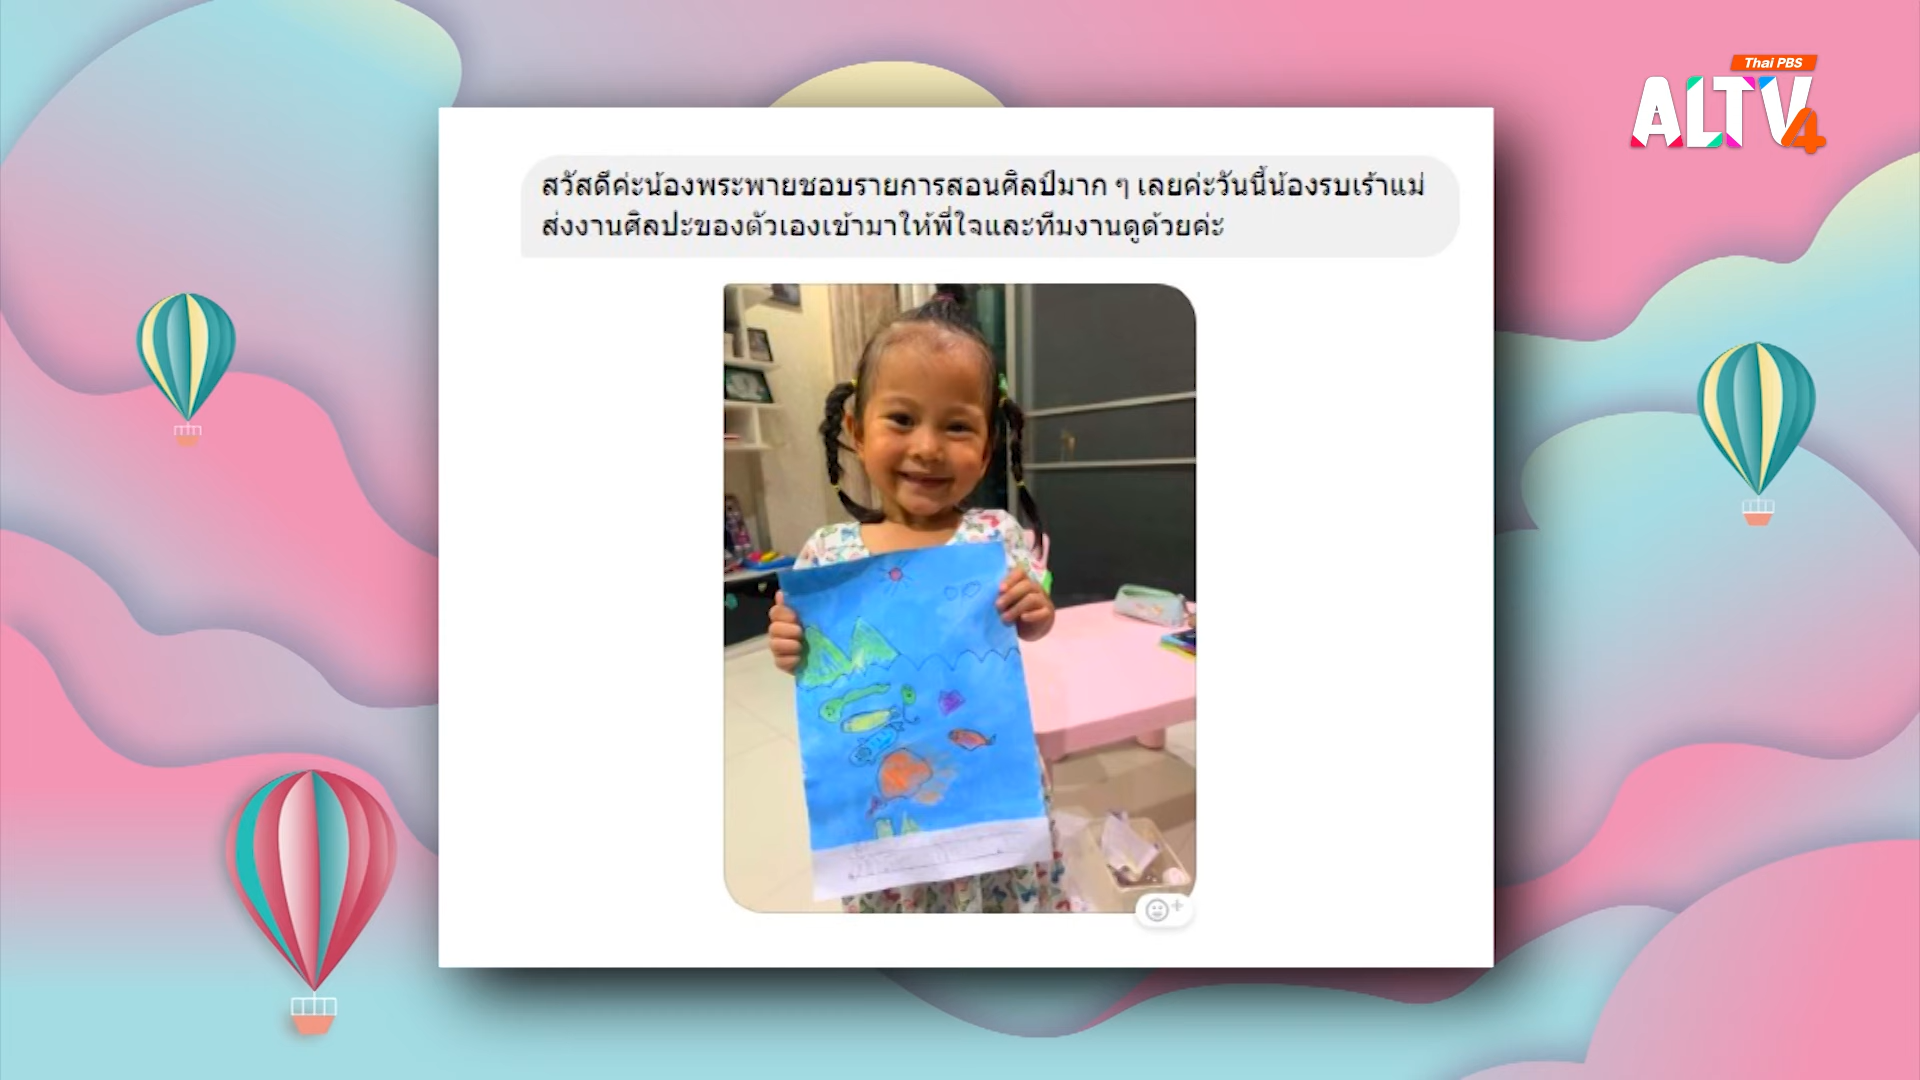 Thai PBS
ALTV4
สวัสดีค่ะน้องพระพายชอบรายการสอนศิลป์มาก ๆ เลยค่ะวันนี้น้องรบเร้าแม่
ส่งงานศิลปะของตัวเองเข้ามาให้พี่ใจและทีมงานดูด้วยค่ะ